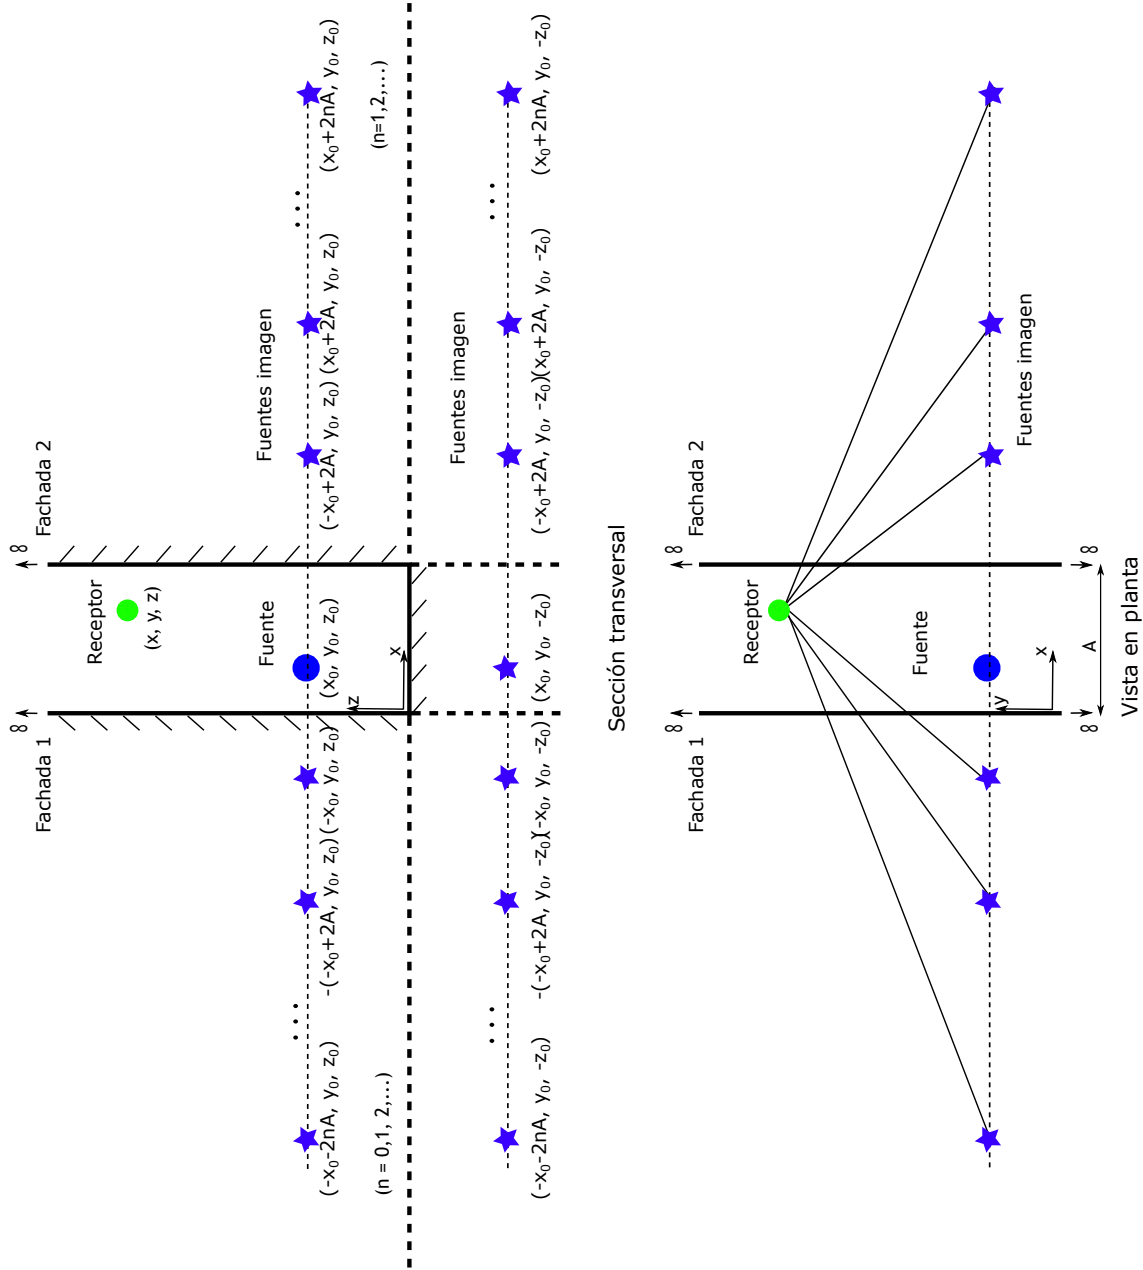 ∞
∞
Fachada 1
Fachada 2
Receptor
(x, y, z)
Fuente
Fuentes imagen
(-x₀-2nA, y₀, z₀)
...
-(-x₀+2A, y₀, z₀)
(-x₀, y₀, z₀)
(x₀, y₀, z₀)
(-x₀+2A, y₀, z₀)
(x₀+2A, y₀, z₀)
...
(x₀+2nA, y₀, z₀)
z
x
(n = 0,1, 2,...)
(n=1,2,...)
Fuentes imagen
(-x₀-2nA, y₀, -z₀)
...
-(-x₀+2A, y₀, -z₀)
(-x₀, y₀, -z₀)
(x₀, y₀, -z₀)
(-x₀+2A, y₀, -z₀)
(x₀+2A, y₀, -z₀)
...
(x₀+2nA, y₀, -z₀)
Sección transversal
∞
∞
Fachada 1
Fachada 2
Receptor
Fuente
Fuentes imagen
y
x
A
∞
∞
Vista en planta